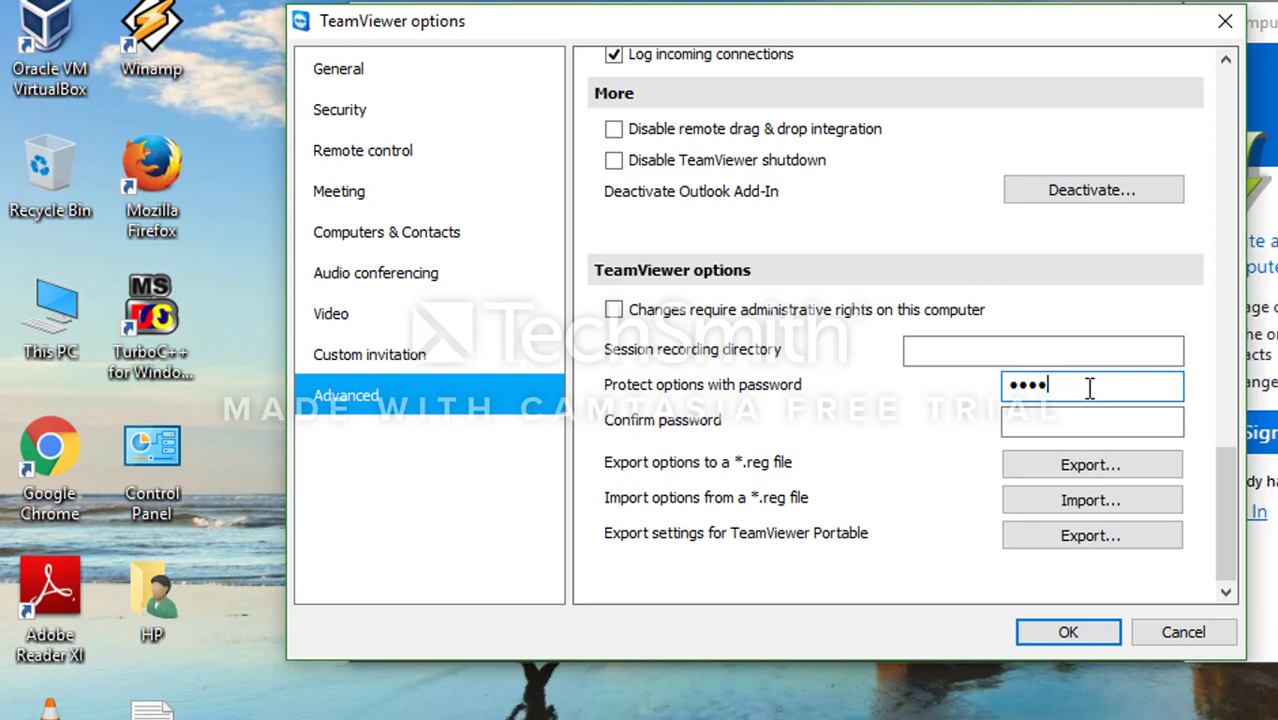 TeamViewer options
Oracle VM
VirtualBox
Winamp
Recycle Bin
Mozilla
Firefox
This PC
MS
DOS
TurboC++
for Windo...
Google
Chrome
Control
Panel
Adobe
Reader XI
HP
General
Security
Remote control
Meeting
Computers & Contacts
Audio conferencing
Video
Custom invitation
Advanced
Log incoming connections
More
Disable remote drag & drop integration
Disable TeamViewer shutdown
Deactivate Outlook Add-In
Deactivate...
TeamViewer options
Changes require administrative rights on this computer
Session recording directory
Protect options with password
••••
Confirm password
Export options to a *.reg file
Export...
Import options from a *.reg file
Import...
Export settings for TeamViewer Portable
Export...
OK
Cancel
TechSmith
MADE WITH CAMTASIA FREE TRIAL
In